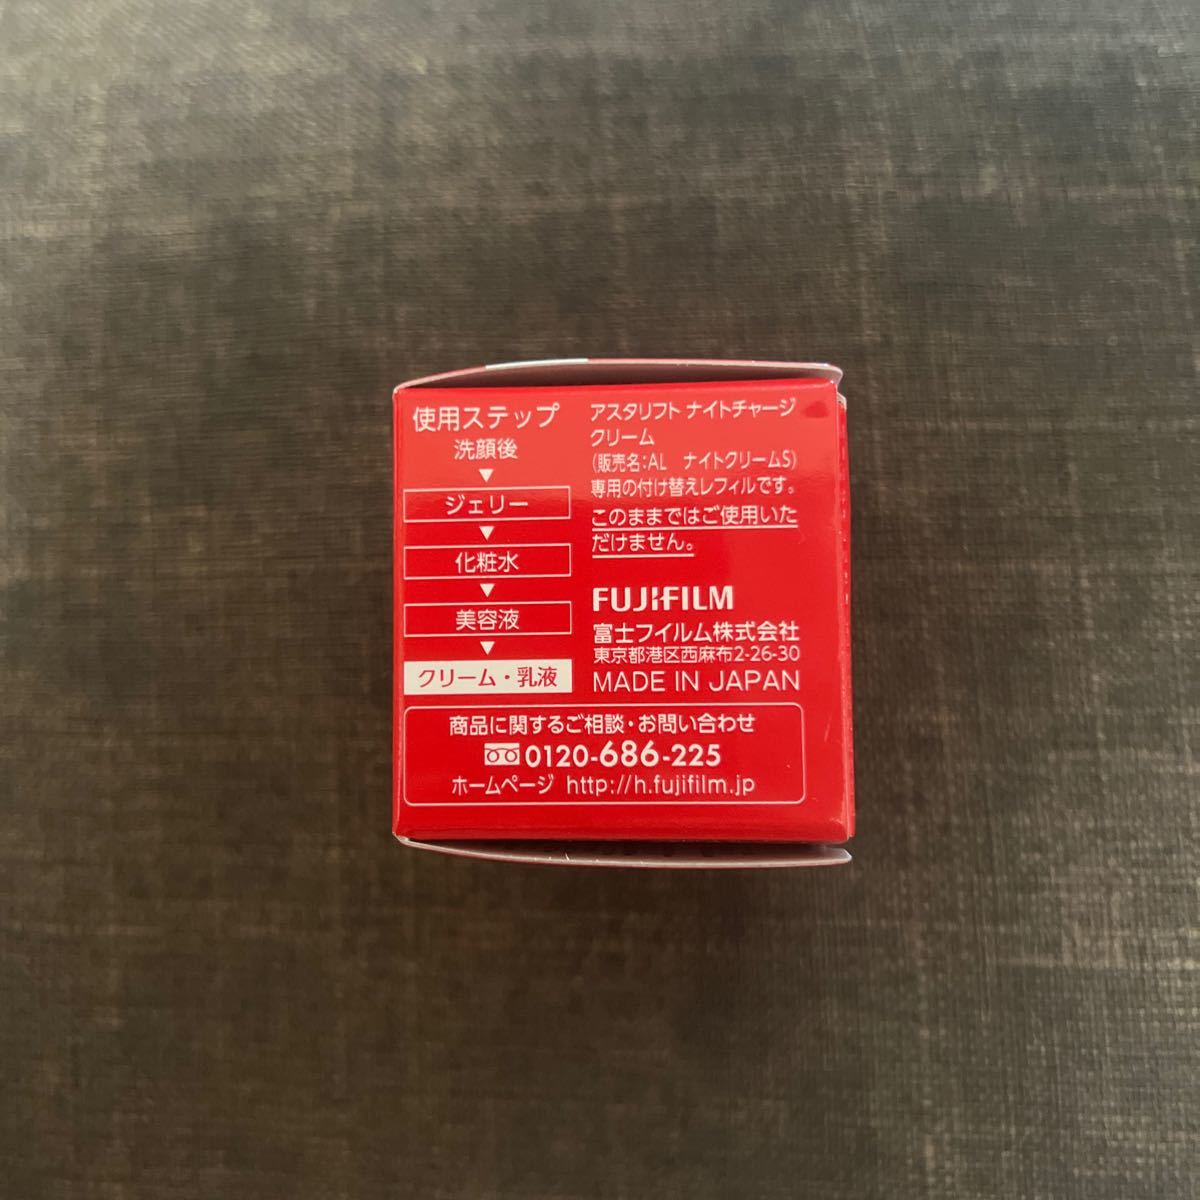 使用ステップ
洗顔後
▼
ジェリー
▼
化粧水
▼
美容液
▼
クリーム・乳液
アスタリフト ナイトチャージ
クリーム
(販売名:AL ナイトクリームS)
専用の付け替えレフィルです。
このままではご使用いた
だけません。
FUJIFILM
富士フイルム株式会社
東京都港区西麻布2-26-30
MADE IN JAPAN
商品に関するご相談・お問い合わせ
0120-686-225
ホームページ http://h.fujifilm.jp